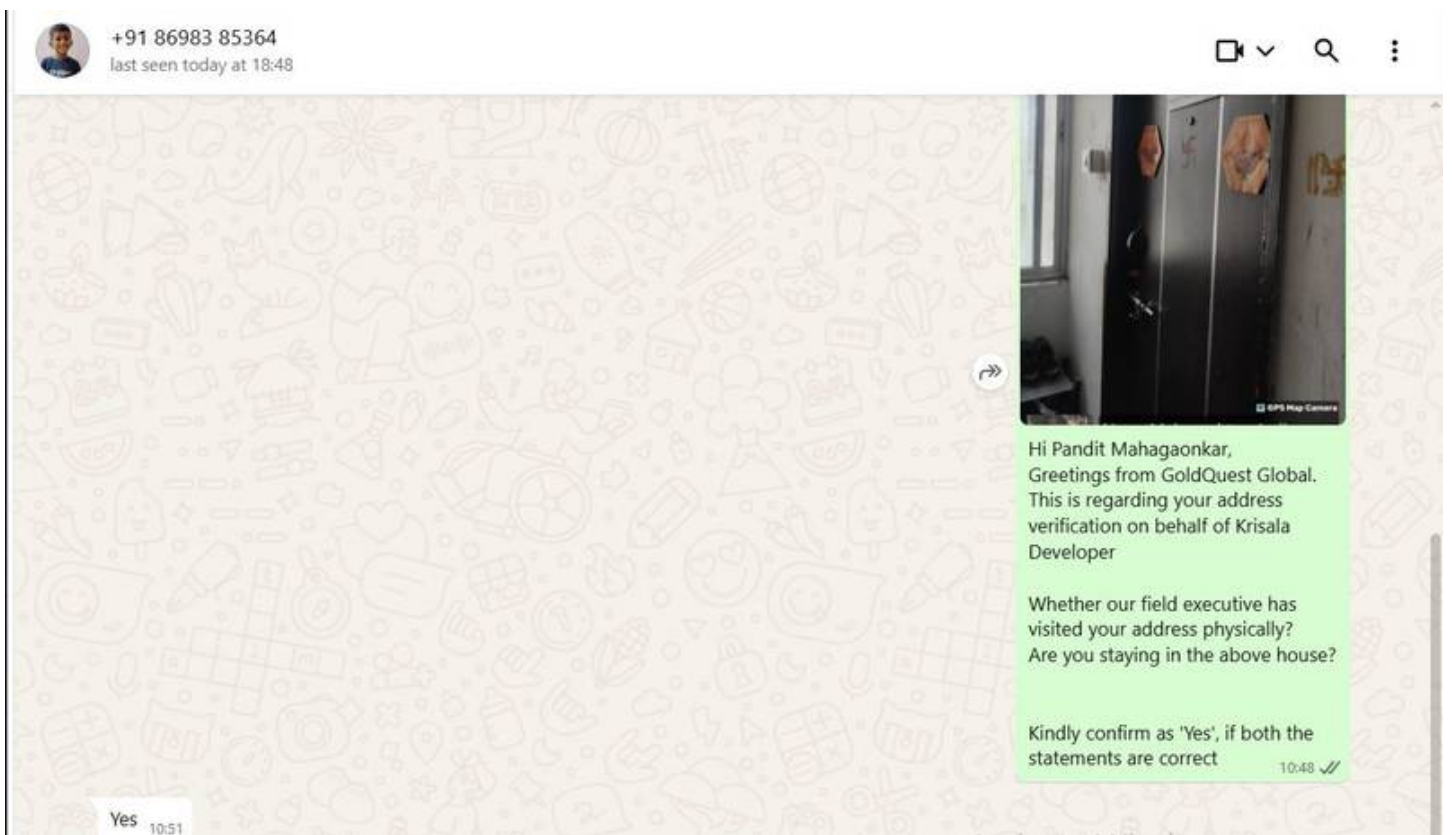 +91 86983 85364
last seen today at 18:48
GPS Map Camera
Hi Pandit Mahagaonkar,
Greetings from GoldQuest Global.
This is regarding your address
verification on behalf of Krisala
Developer
Whether our field executive has
visited your address physically?
Are you staying in the above house?
Kindly confirm as 'Yes', if both the
statements are correct
10:48
Yes 10:51